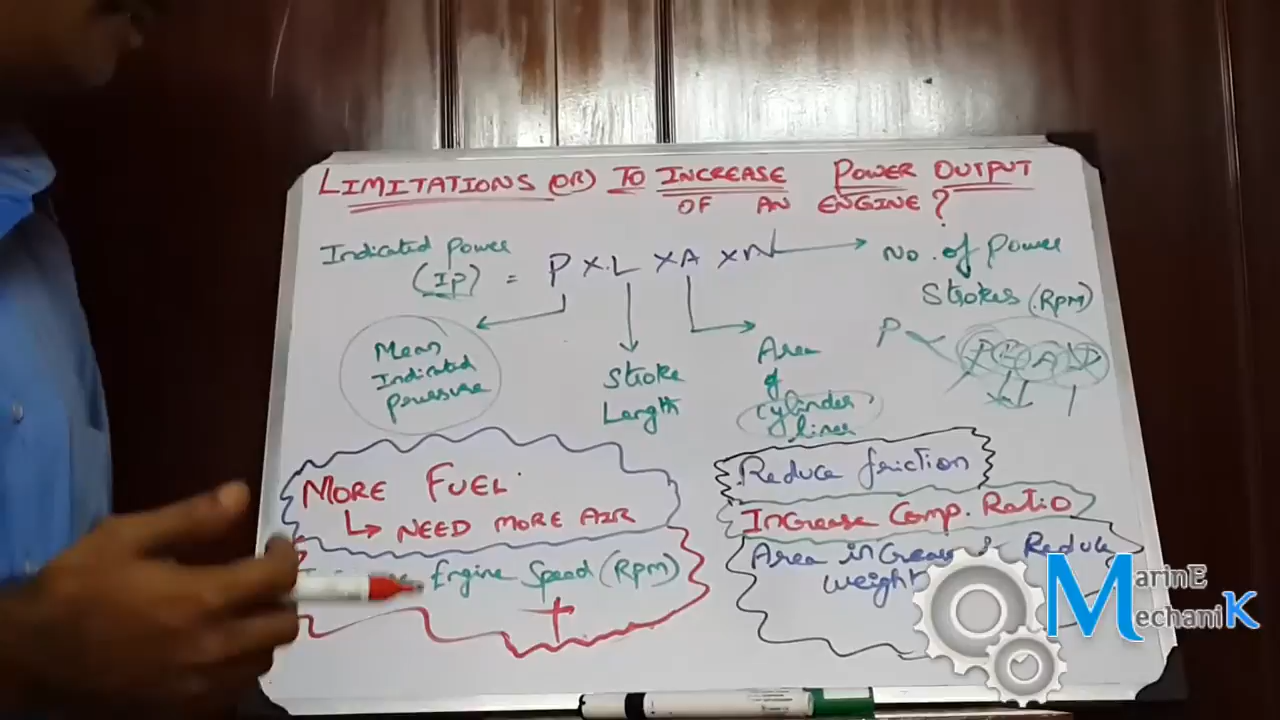 LIMITATIONS (OR) TO INCREASE POWER OUTPUT
OF AN ENGINE?
Indicated power
(IP) = P X L X A X N
No. of power
Strokes (Rpm)
Mean
Indicated
pressure
Stroke
Length
Area
of
cylinder
liner
P
MORE FUEL
NEED MORE AIR
Engine Speed (Rpm)
Reduce friction
Increase Comp. Ratio
Area increase & Reduce
weight
MarinE
MechaniK